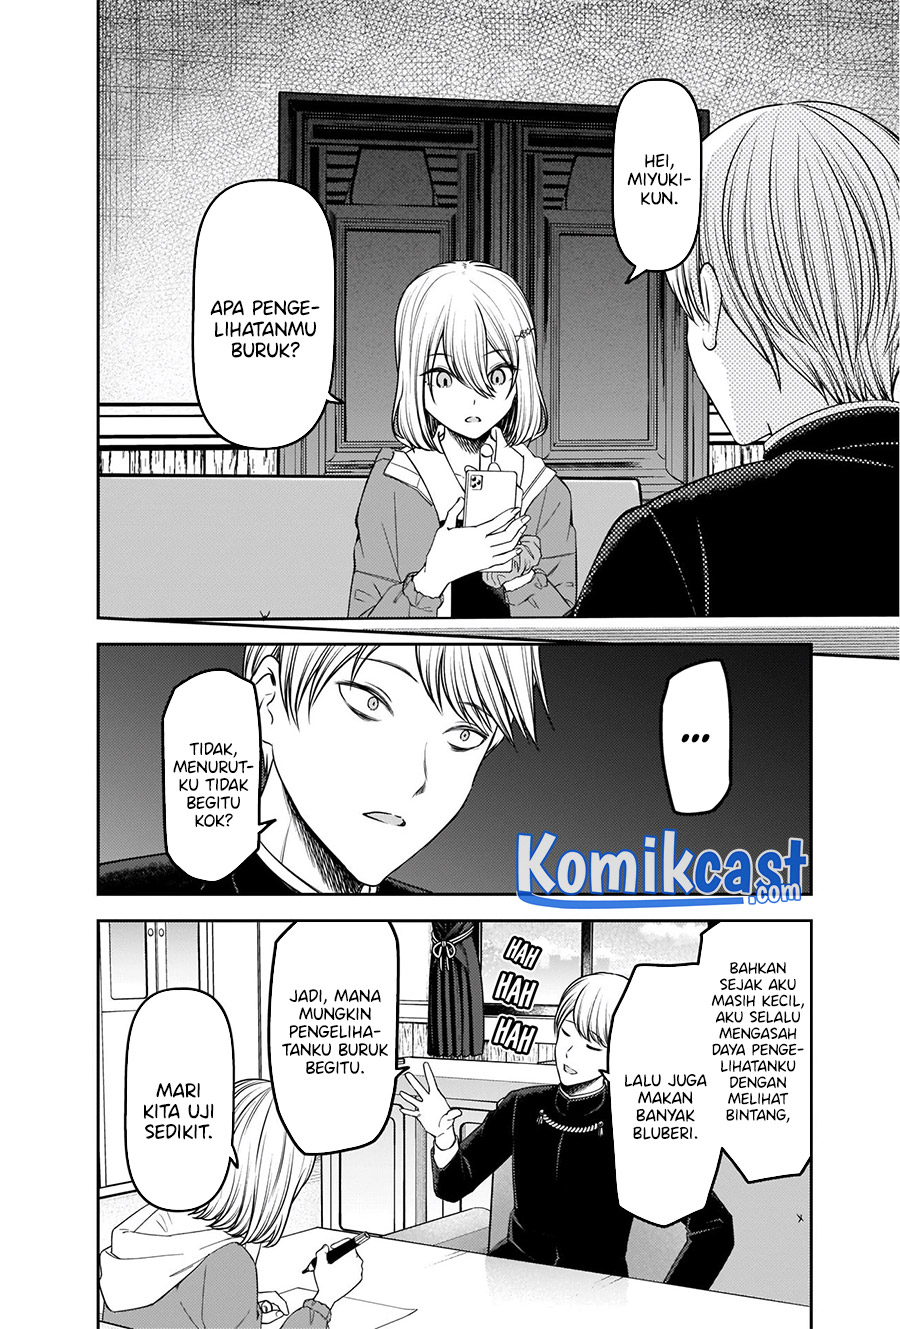 HEI,
MIYUKI-
KUN.
APA PENGE-
LIHATANMU
BURUK?
...
TIDAK,
MENURUT-
KU TIDAK
BEGITU
KOK?
Komikcast
.com
BAHKAN
SEJAK AKU
MASIH KECIL,
AKU SELALU
MENGASAH
DAYA PENGE-
LIHATANKU
DENGAN
MELIHAT
BINTANG,
LALU JUGA
MAKAN
BANYAK
BLUBERI.
HAH
HAH
HAH
JADI, MANA
MUNGKIN
PENGELIHA-
TANKU BURUK
BEGITU.
MARI
KITA UJI
SEDIKIT.